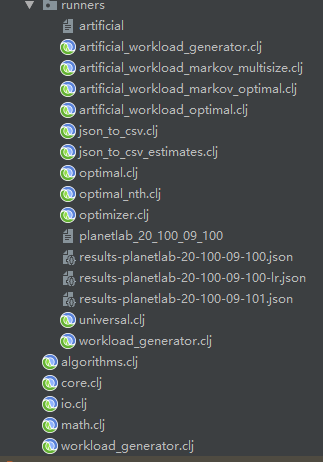 runners
artificial
artificial_workload_generator.clj
artificial_workload_markov_multisize.clj
artificial_workload_markov_optimal.clj
artificial_workload_optimal.clj
json_to_csv.clj
json_to_csv_estimates.clj
optimal.clj
optimal_nth.clj
optimizer.clj
planetlab_20_100_09_100
results-planetlab-20-100-09-100.json
results-planetlab-20-100-09-100-lr.json
results-planetlab-20-100-09-101.json
universal.clj
workload_generator.clj
algorithms.clj
core.clj
io.clj
math.clj
workload_generator.clj